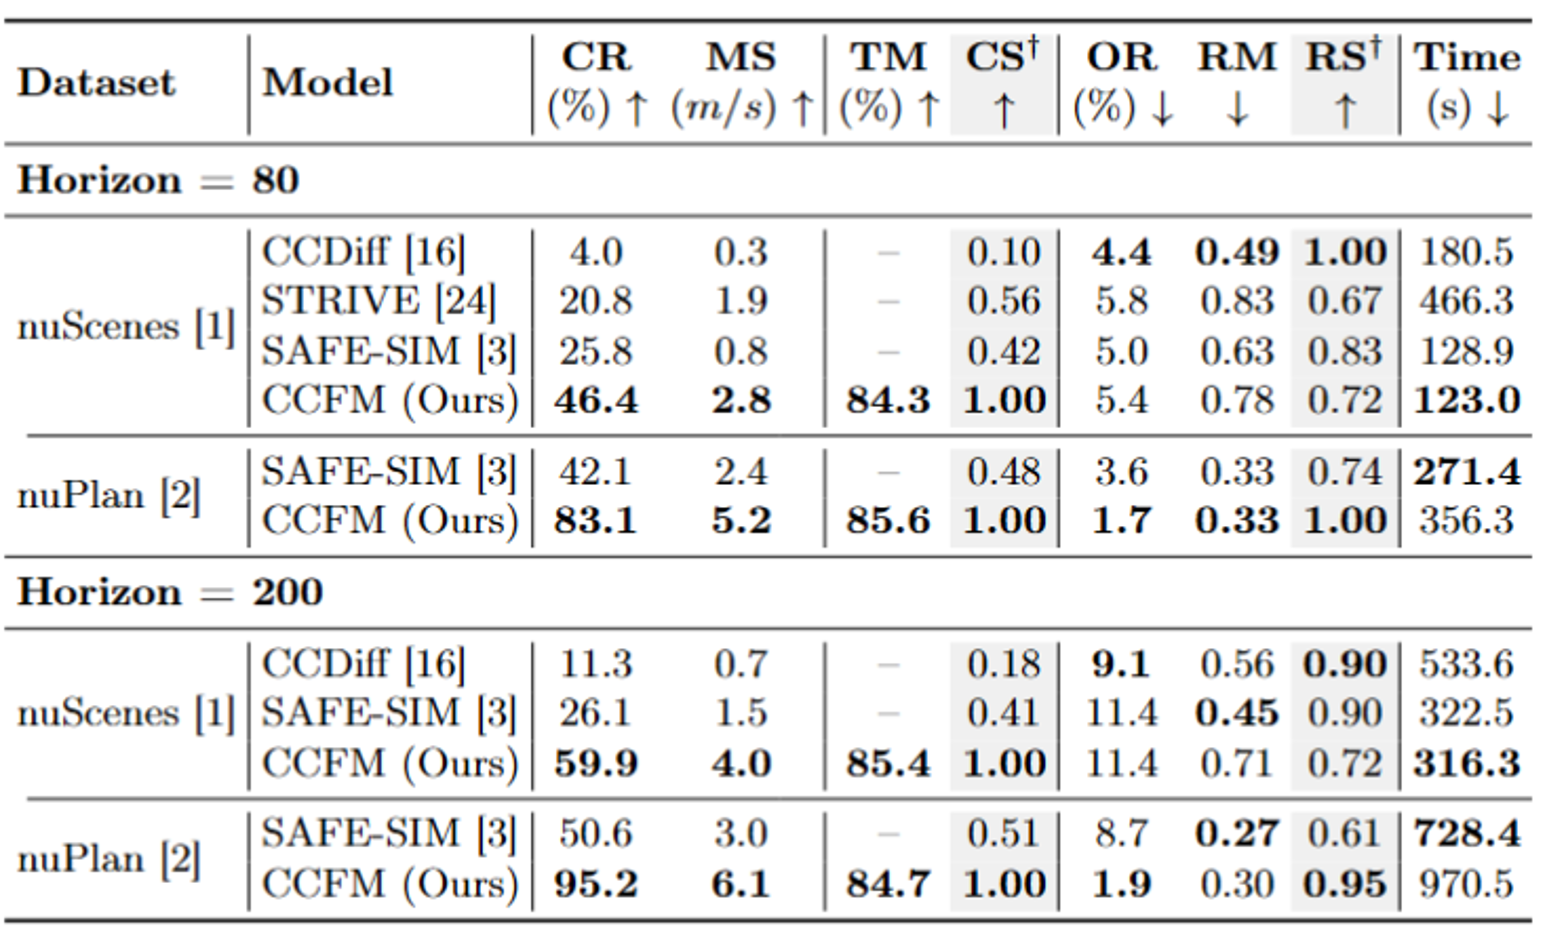 Dataset Model CR MS TM CS† OR RM RS† Time
(%) ↑ (m/s) ↑ (%) ↑ ↑ (%) ↓ ↓ ↑ (s) ↓
Horizon = 80
nuScenes [1]
CCDiff [16] 4.0 0.3 – 0.10 4.4 0.49 1.00 180.5
STRIVE [24] 20.8 1.9 – 0.56 5.8 0.83 0.67 466.3
SAFE-SIM [3] 25.8 0.8 – 0.42 5.0 0.63 0.83 128.9
CCFM (Ours) 46.4 2.8 84.3 1.00 5.4 0.78 0.72 123.0
nuPlan [2]
SAFE-SIM [3] 42.1 2.4 – 0.48 3.6 0.33 0.74 271.4
CCFM (Ours) 83.1 5.2 85.6 1.00 1.7 0.33 1.00 356.3
Horizon = 200
nuScenes [1]
CCDiff [16] 11.3 0.7 – 0.18 9.1 0.56 0.90 533.6
SAFE-SIM [3] 26.1 1.5 – 0.41 11.4 0.45 0.90 322.5
CCFM (Ours) 59.9 4.0 85.4 1.00 11.4 0.71 0.72 316.3
nuPlan [2]
SAFE-SIM [3] 50.6 3.0 – 0.51 8.7 0.27 0.61 728.4
CCFM (Ours) 95.2 6.1 84.7 1.00 1.9 0.30 0.95 970.5